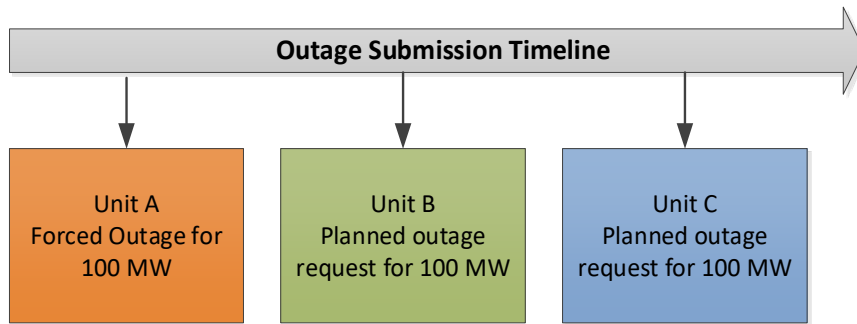 Outage Submission Timeline
Unit A
Forced Outage for
100 MW
Unit B
Planned outage
request for 100 MW
Unit C
Planned outage
request for 100 MW